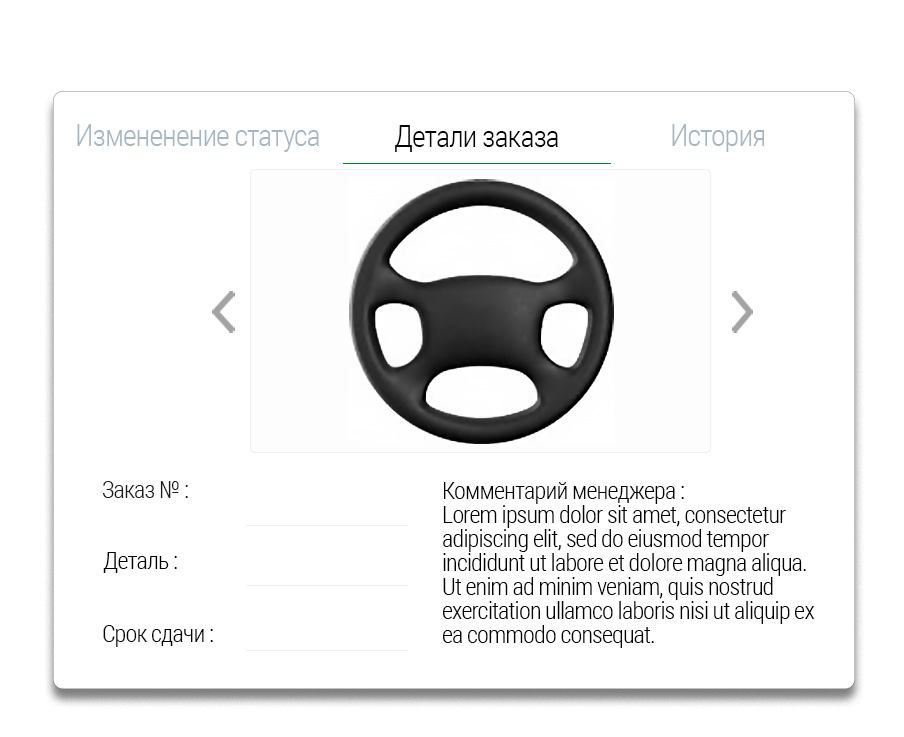 Измененение статуса
Детали заказа
История
Заказ № :
Деталь :
Срок сдачи :
Комментарий менеджера :
Lorem ipsum dolor sit amet, consectetur
adipiscing elit, sed do eiusmod tempor
incididunt ut labore et dolore magna aliqua.
Ut enim ad minim veniam, quis nostrud
exercitation ullamco laboris nisi ut aliquip ex
ea commodo consequat.